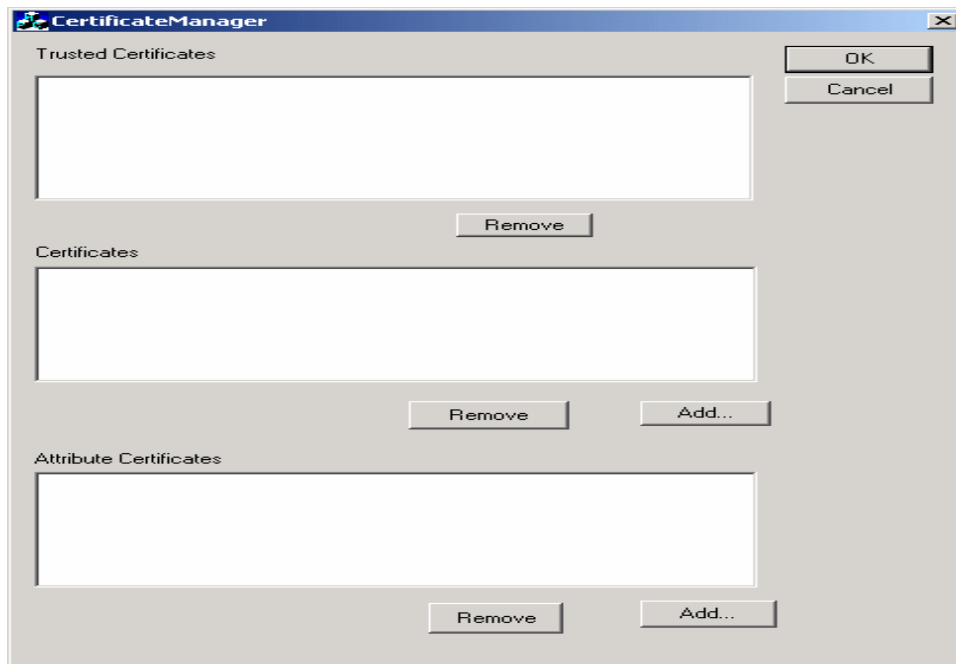 CertificateManager
Trusted Certificates
OK
Cancel
Remove
Certificates
Remove
Add...
Attribute Certificates
Remove
Add...